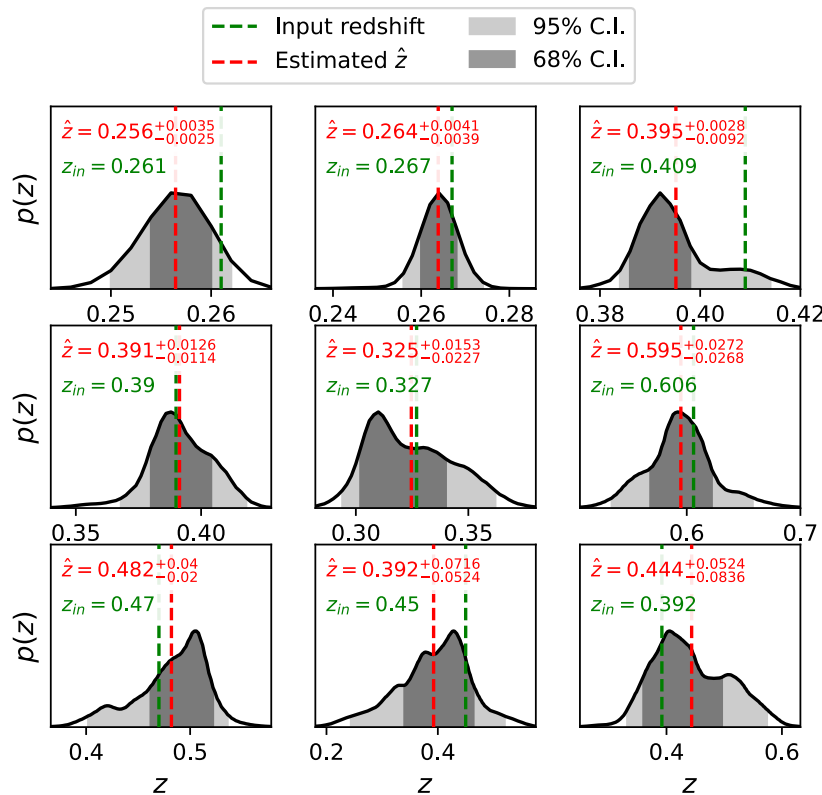 Input redshift
95% C.I.
Estimated ẑ
68% C.I.
p(z)
ẑ = 0.256 +0.0035 −0.0025
z_in = 0.261
0.25 0.26
ẑ = 0.264 +0.0041 −0.0039
z_in = 0.267
0.24 0.26 0.28
ẑ = 0.395 +0.0028 −0.0092
z_in = 0.409
0.38 0.40 0.42
p(z)
ẑ = 0.391 +0.0126 −0.0114
z_in = 0.39
0.35 0.40
ẑ = 0.325 +0.0153 −0.0227
z_in = 0.327
0.30 0.35
ẑ = 0.595 +0.0272 −0.0268
z_in = 0.606
0.6 0.7
p(z)
ẑ = 0.482 +0.04 −0.02
z_in = 0.47
0.4 0.5
z
ẑ = 0.392 +0.0716 −0.0524
z_in = 0.45
0.2 0.4
z
ẑ = 0.444 +0.0524 −0.0836
z_in = 0.392
0.4 0.6
z